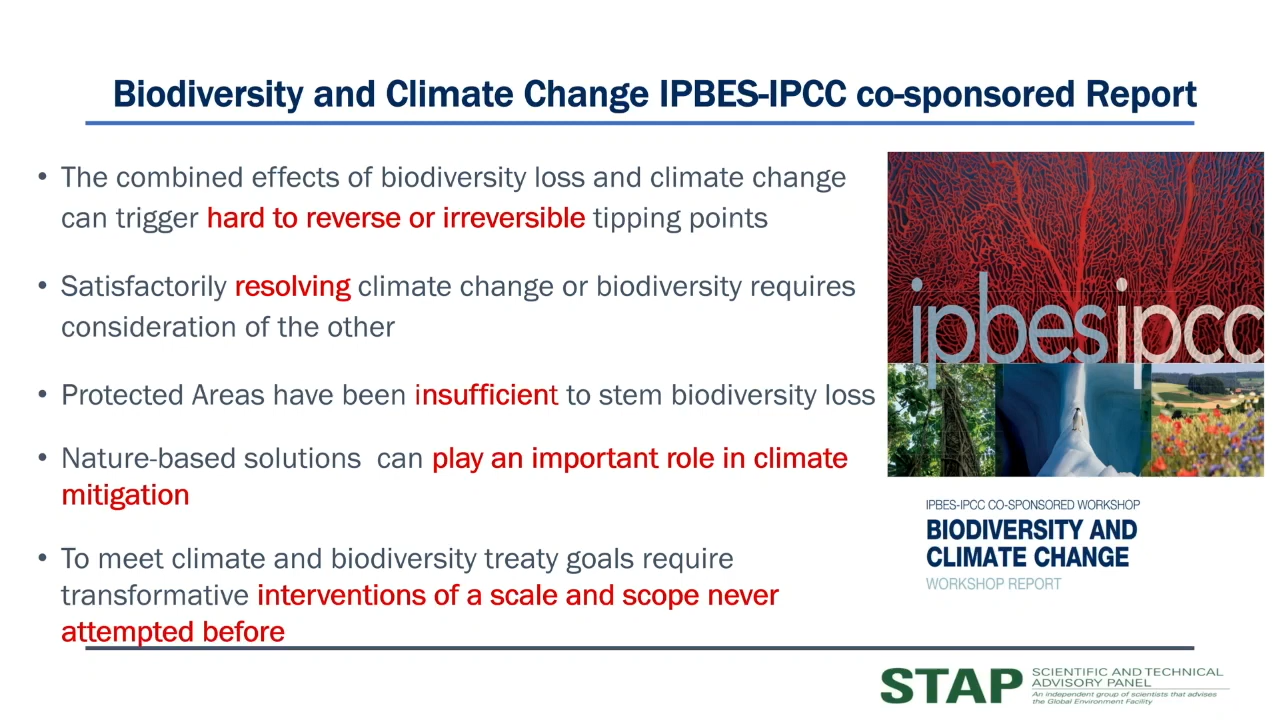 Biodiversity and Climate Change IPBES-IPCC co-sponsored Report
• The combined effects of biodiversity loss and climate change
can trigger hard to reverse or irreversible tipping points
• Satisfactorily resolving climate change or biodiversity requires
consideration of the other
• Protected Areas have been insufficient to stem biodiversity loss
• Nature-based solutions can play an important role in climate
mitigation
• To meet climate and biodiversity treaty goals require
transformative interventions of a scale and scope never
attempted before
ipbes ipcc
IPBES-IPCC CO-SPONSORED WORKSHOP
BIODIVERSITY AND
CLIMATE CHANGE
WORKSHOP REPORT
STAP
SCIENTIFIC AND TECHNICAL
ADVISORY PANEL
An independent group of scientists that advises
the Global Environment Facility